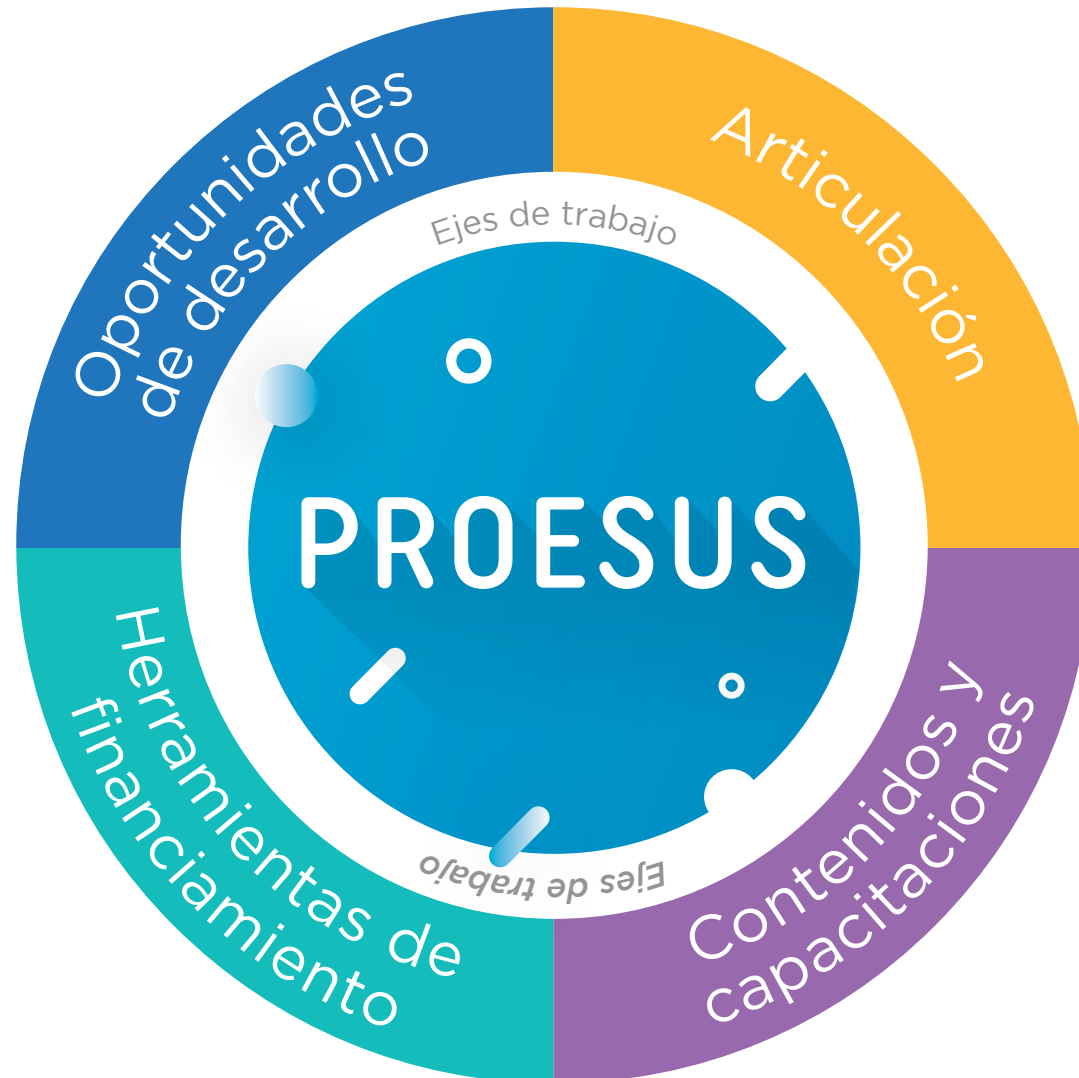 Oportunidades
de desarrollo
Articulación
Ejes de trabajo
PROESUS
Herramientas de
financiamiento
Ejes de trabajo
Contenidos y
capacitaciones